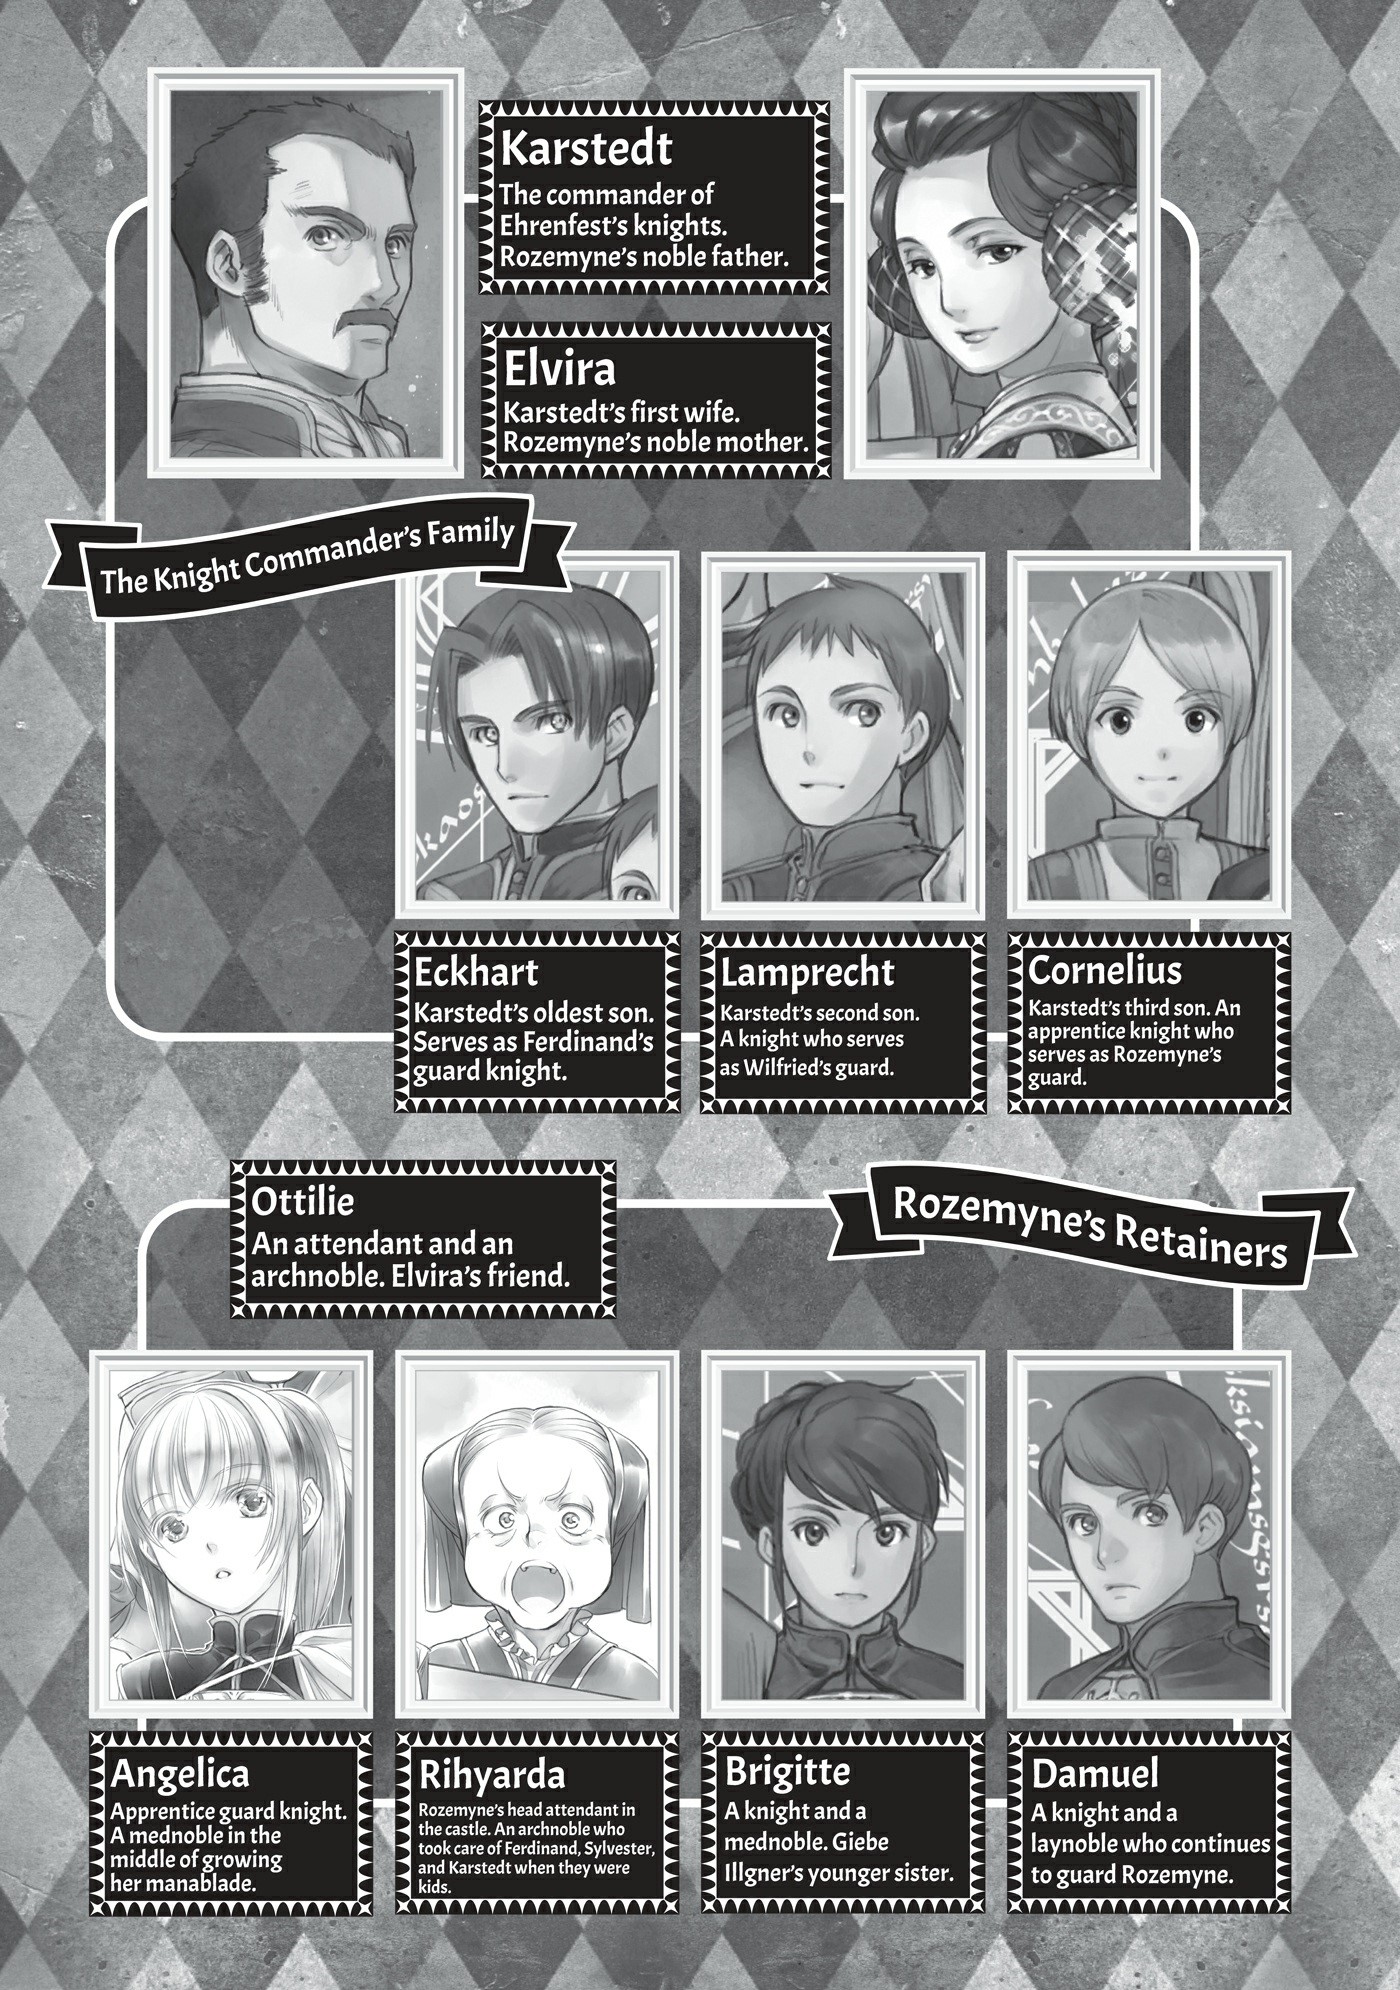 Karstedt
The commander of
Ehrenfest's knights.
Rozemyne's noble father.
Elvira
Karstedt's first wife.
Rozemyne's noble mother.
The Knight Commander's Family
Eckhart
Karstedt's oldest son.
Serves as Ferdinand's
guard knight.
Lamprecht
Karstedt's second son.
A knight who serves
as Wilfried's guard.
Cornelius
Karstedt's third son. An
apprentice knight who
serves as Rozemyne's
guard.
Rozemyne's Retainers
Ottilie
An attendant and an
archnoble. Elvira's friend.
Angelica
Apprentice guard knight.
A mednoble in the
middle of growing
her manablade.
Rihyarda
Rozemyne's head attendant in
the castle. An archnoble who
took care of Ferdinand, Sylvester,
and Karstedt when they were
kids.
Brigitte
A knight and a
mednoble. Giebe
Illgner's younger sister.
Damuel
A knight and a
laynoble who continues
to guard Rozemyne.